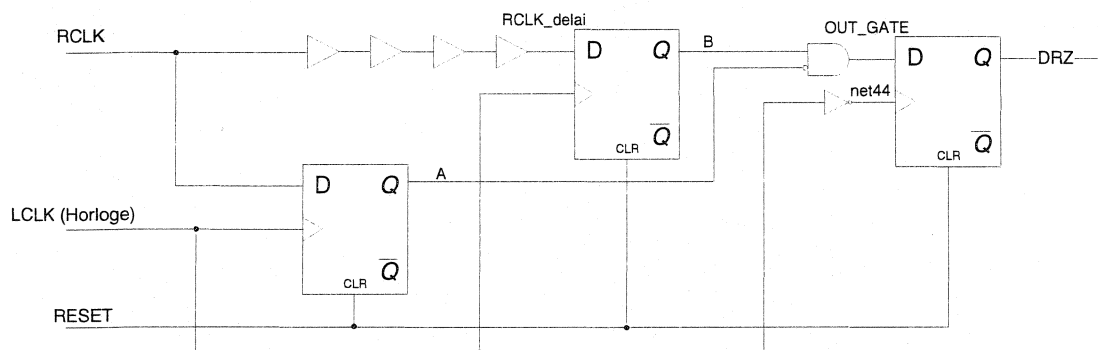 RCLK_delai
OUT_GATE
RCLK
D Q
B
D Q
DRZ
net44
Q
CLR
Q
CLR
D Q
A
LCLK (Horloge)
Q
CLR
RESET